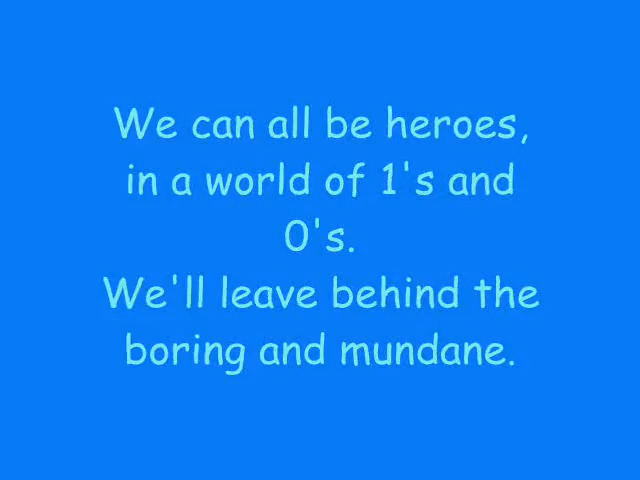 We can all be heroes,
in a world of 1's and
0's.
We'll leave behind the
boring and mundane.